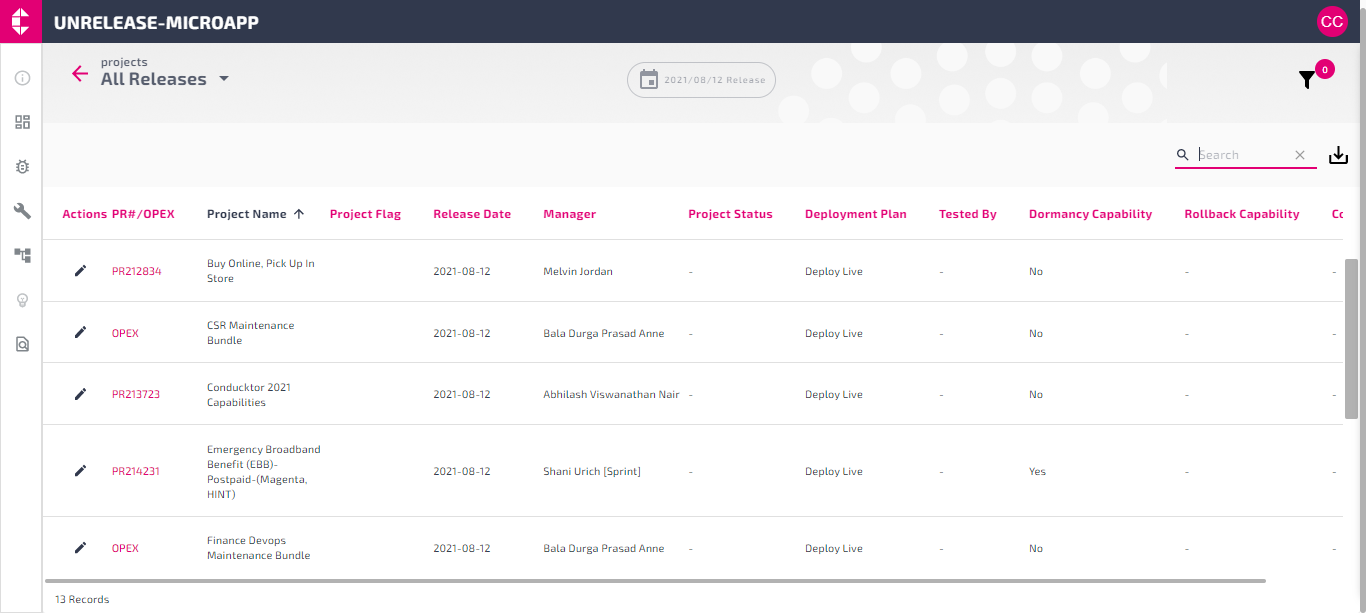 UNRELEASE-MICROAPP
CC
projects
All Releases
2021/08/12 Release
0
Search
Actions PR#/OPEX Project Name Project Flag Release Date Manager Project Status Deployment Plan Tested By Dormancy Capability Rollback Capability Co
PR212834 Buy Online, Pick Up In 2021-08-12 Melvin Jordan - Deploy Live - No - -
Store
OPEX CSR Maintenance 2021-08-12 Bala Durga Prasad Anne - Deploy Live - No - -
Bundle
PR213723 Conducktor 2021 2021-08-12 Abhilash Viswanathan Nair - Deploy Live - No - -
Capabilities
Emergency Broadband
Benefit (EBB)-
PR214231 Postpaid-(Magenta, 2021-08-12 Shani Urich [Sprint] - Deploy Live - Yes - -
HINT)
OPEX Finance Devops 2021-08-12 Bala Durga Prasad Anne - Deploy Live - No - -
Maintenance Bundle
13 Records